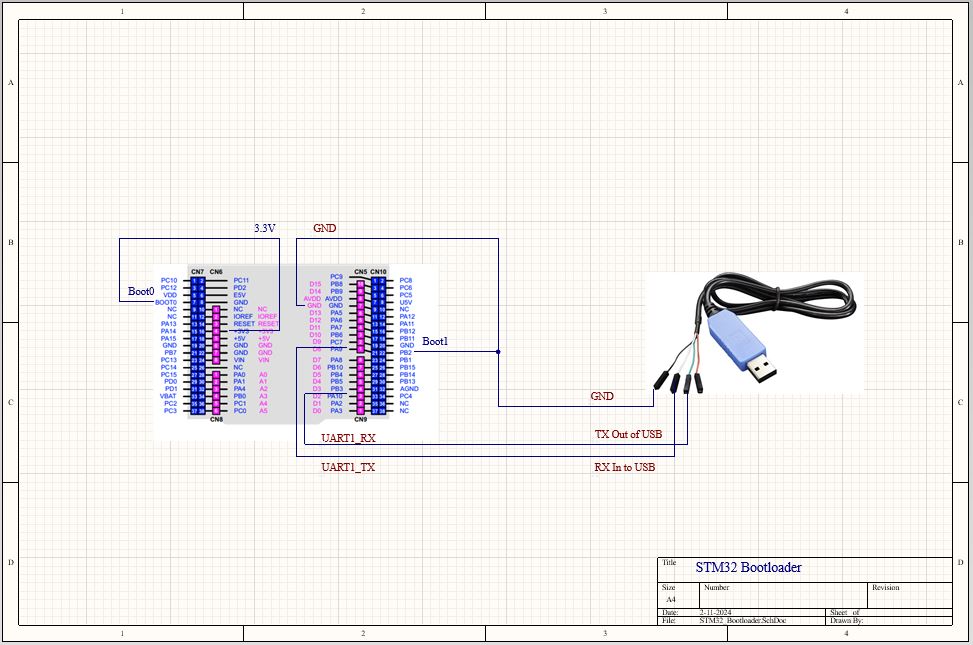 1 2 3 4
A A
B B
C C
D D
3.3V GND
Boot0
Boot1
CN7 CN6
CN5 CN10
PC10
PC12
VDD
BOOT0
NC
NC
PA13
PA14
PA15
GND
PB7
PC13
PC14
PC15
PD0
PD1
VBAT
PC2
PC3
PC11
PD2
E5V
GND
NC
IOREF
RESET
+3V3
+5V
GND
GND
VIN
NC
PA0
PA1
PA4
PB0
PC1
PC0
NC
IOREF
RESET
+3V3
+5V
GND
GND
VIN
A0
A1
A2
A3
A4
A5
CN8
D15
D14
AVDD
GND
D13
D12
D11
D10
D9
D8
D7
D6
D5
D4
D3
D2
D1
D0
PC9
PB8
PB9
AVDD
GND
PA5
PA6
PA7
PB6
PC7
PA9
PA8
PB10
PB4
PB5
PB3
PA10
PA2
PA3
PC8
PC6
PC5
U5V
NC
PA12
PA11
PB12
PB11
GND
PB2
PB1
PB15
PB14
PB13
AGND
PC4
NC
NC
CN9
GND
UART1_RX TX Out of USB
UART1_TX RX In to USB
Title STM32 Bootloader
Size Number Revision
A4
Date: 2-11-2024 Sheet of
File: STM32_Bootloader.SchDoc Drawn By:
1 2 3 4